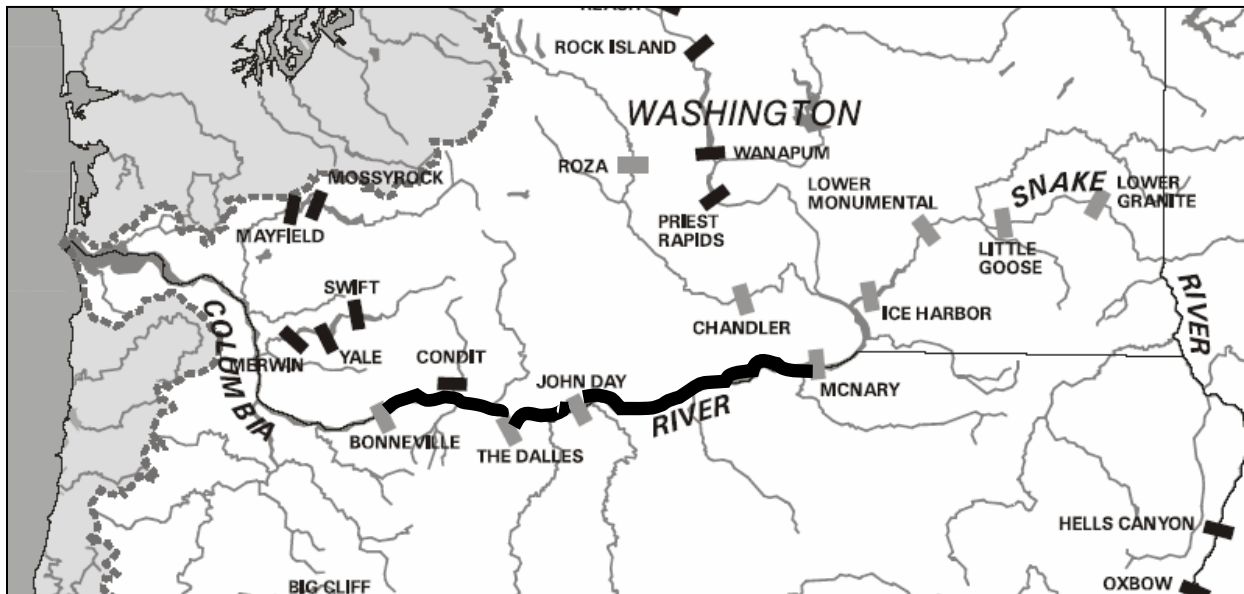 REACH
ROCK ISLAND
WASHINGTON
ROZA
WANAPUM
MOSSYROCK
LOWER
MONUMENTAL
SNAKE
LOWER
GRANITE
MAYFIELD
PRIEST
RAPIDS
LITTLE
GOOSE
SWIFT
COLUMBIA
ICE HARBOR
RIVER
CHANDLER
MERWIN
YALE
CONDIT
JOHN DAY
MCNARY
RIVER
BONNEVILLE
THE DALLES
HELLS CANYON
BIG CLIFF
OXBOW